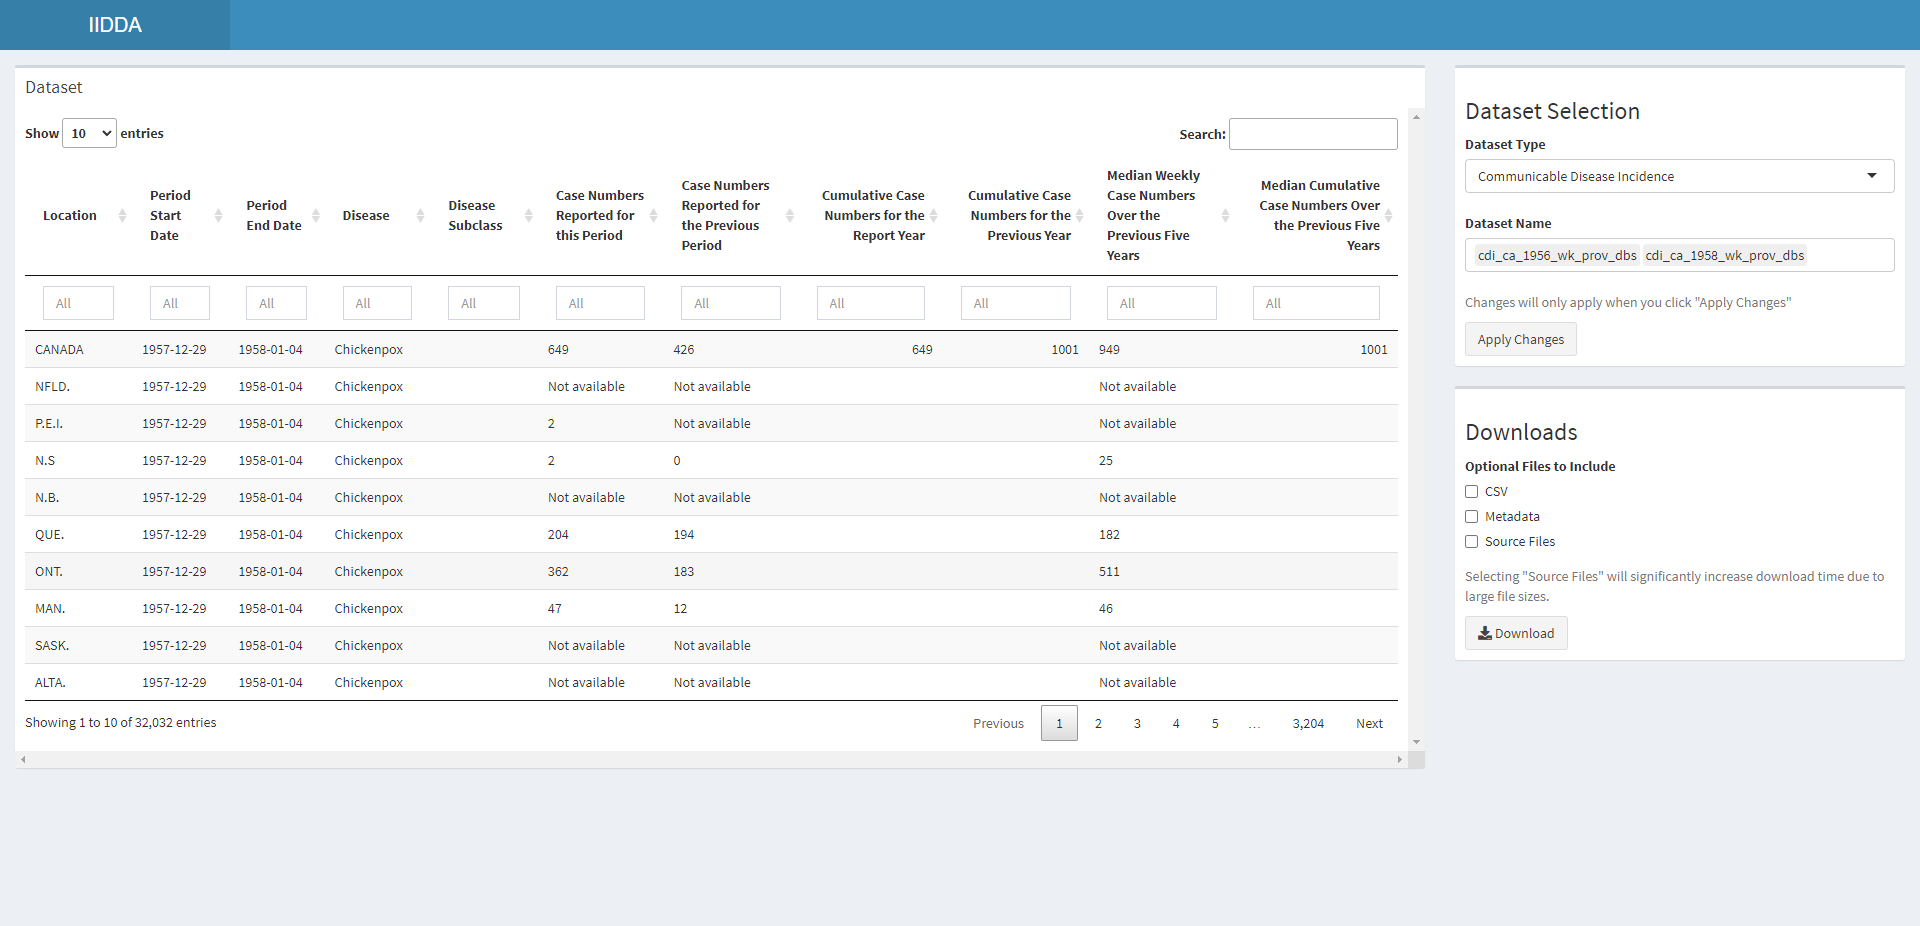 IIDDA
Dataset
Show 10 entries
Search:
Location
Period Start Date
Period End Date
Disease
Disease Subclass
Case Numbers Reported for this Period
Case Numbers Reported for the Previous Period
Cumulative Case Numbers for the Report Year
Cumulative Case Numbers for the Previous Year
Median Weekly Case Numbers Over the Previous Five Years
Median Cumulative Case Numbers Over the Previous Five Years
All All All All All All All All All All All
CANADA 1957-12-29 1958-01-04 Chickenpox 649 426 649 1001 949 1001
NFLD. 1957-12-29 1958-01-04 Chickenpox Not available Not available Not available
P.E.I. 1957-12-29 1958-01-04 Chickenpox 2 Not available Not available
N.S 1957-12-29 1958-01-04 Chickenpox 2 0 25
N.B. 1957-12-29 1958-01-04 Chickenpox Not available Not available Not available
QUE. 1957-12-29 1958-01-04 Chickenpox 204 194 182
ONT. 1957-12-29 1958-01-04 Chickenpox 362 183 511
MAN. 1957-12-29 1958-01-04 Chickenpox 47 12 46
SASK. 1957-12-29 1958-01-04 Chickenpox Not available Not available Not available
ALTA. 1957-12-29 1958-01-04 Chickenpox Not available Not available Not available
Showing 1 to 10 of 32,032 entries
Previous 1 2 3 4 5 … 3,204 Next
Dataset Selection
Dataset Type
Communicable Disease Incidence
Dataset Name
cdi_ca_1956_wk_prov_dbs cdi_ca_1958_wk_prov_dbs
Changes will only apply when you click "Apply Changes"
Apply Changes
Downloads
Optional Files to Include
CSV
Metadata
Source Files
Selecting "Source Files" will significantly increase download time due to
large file sizes.
Download